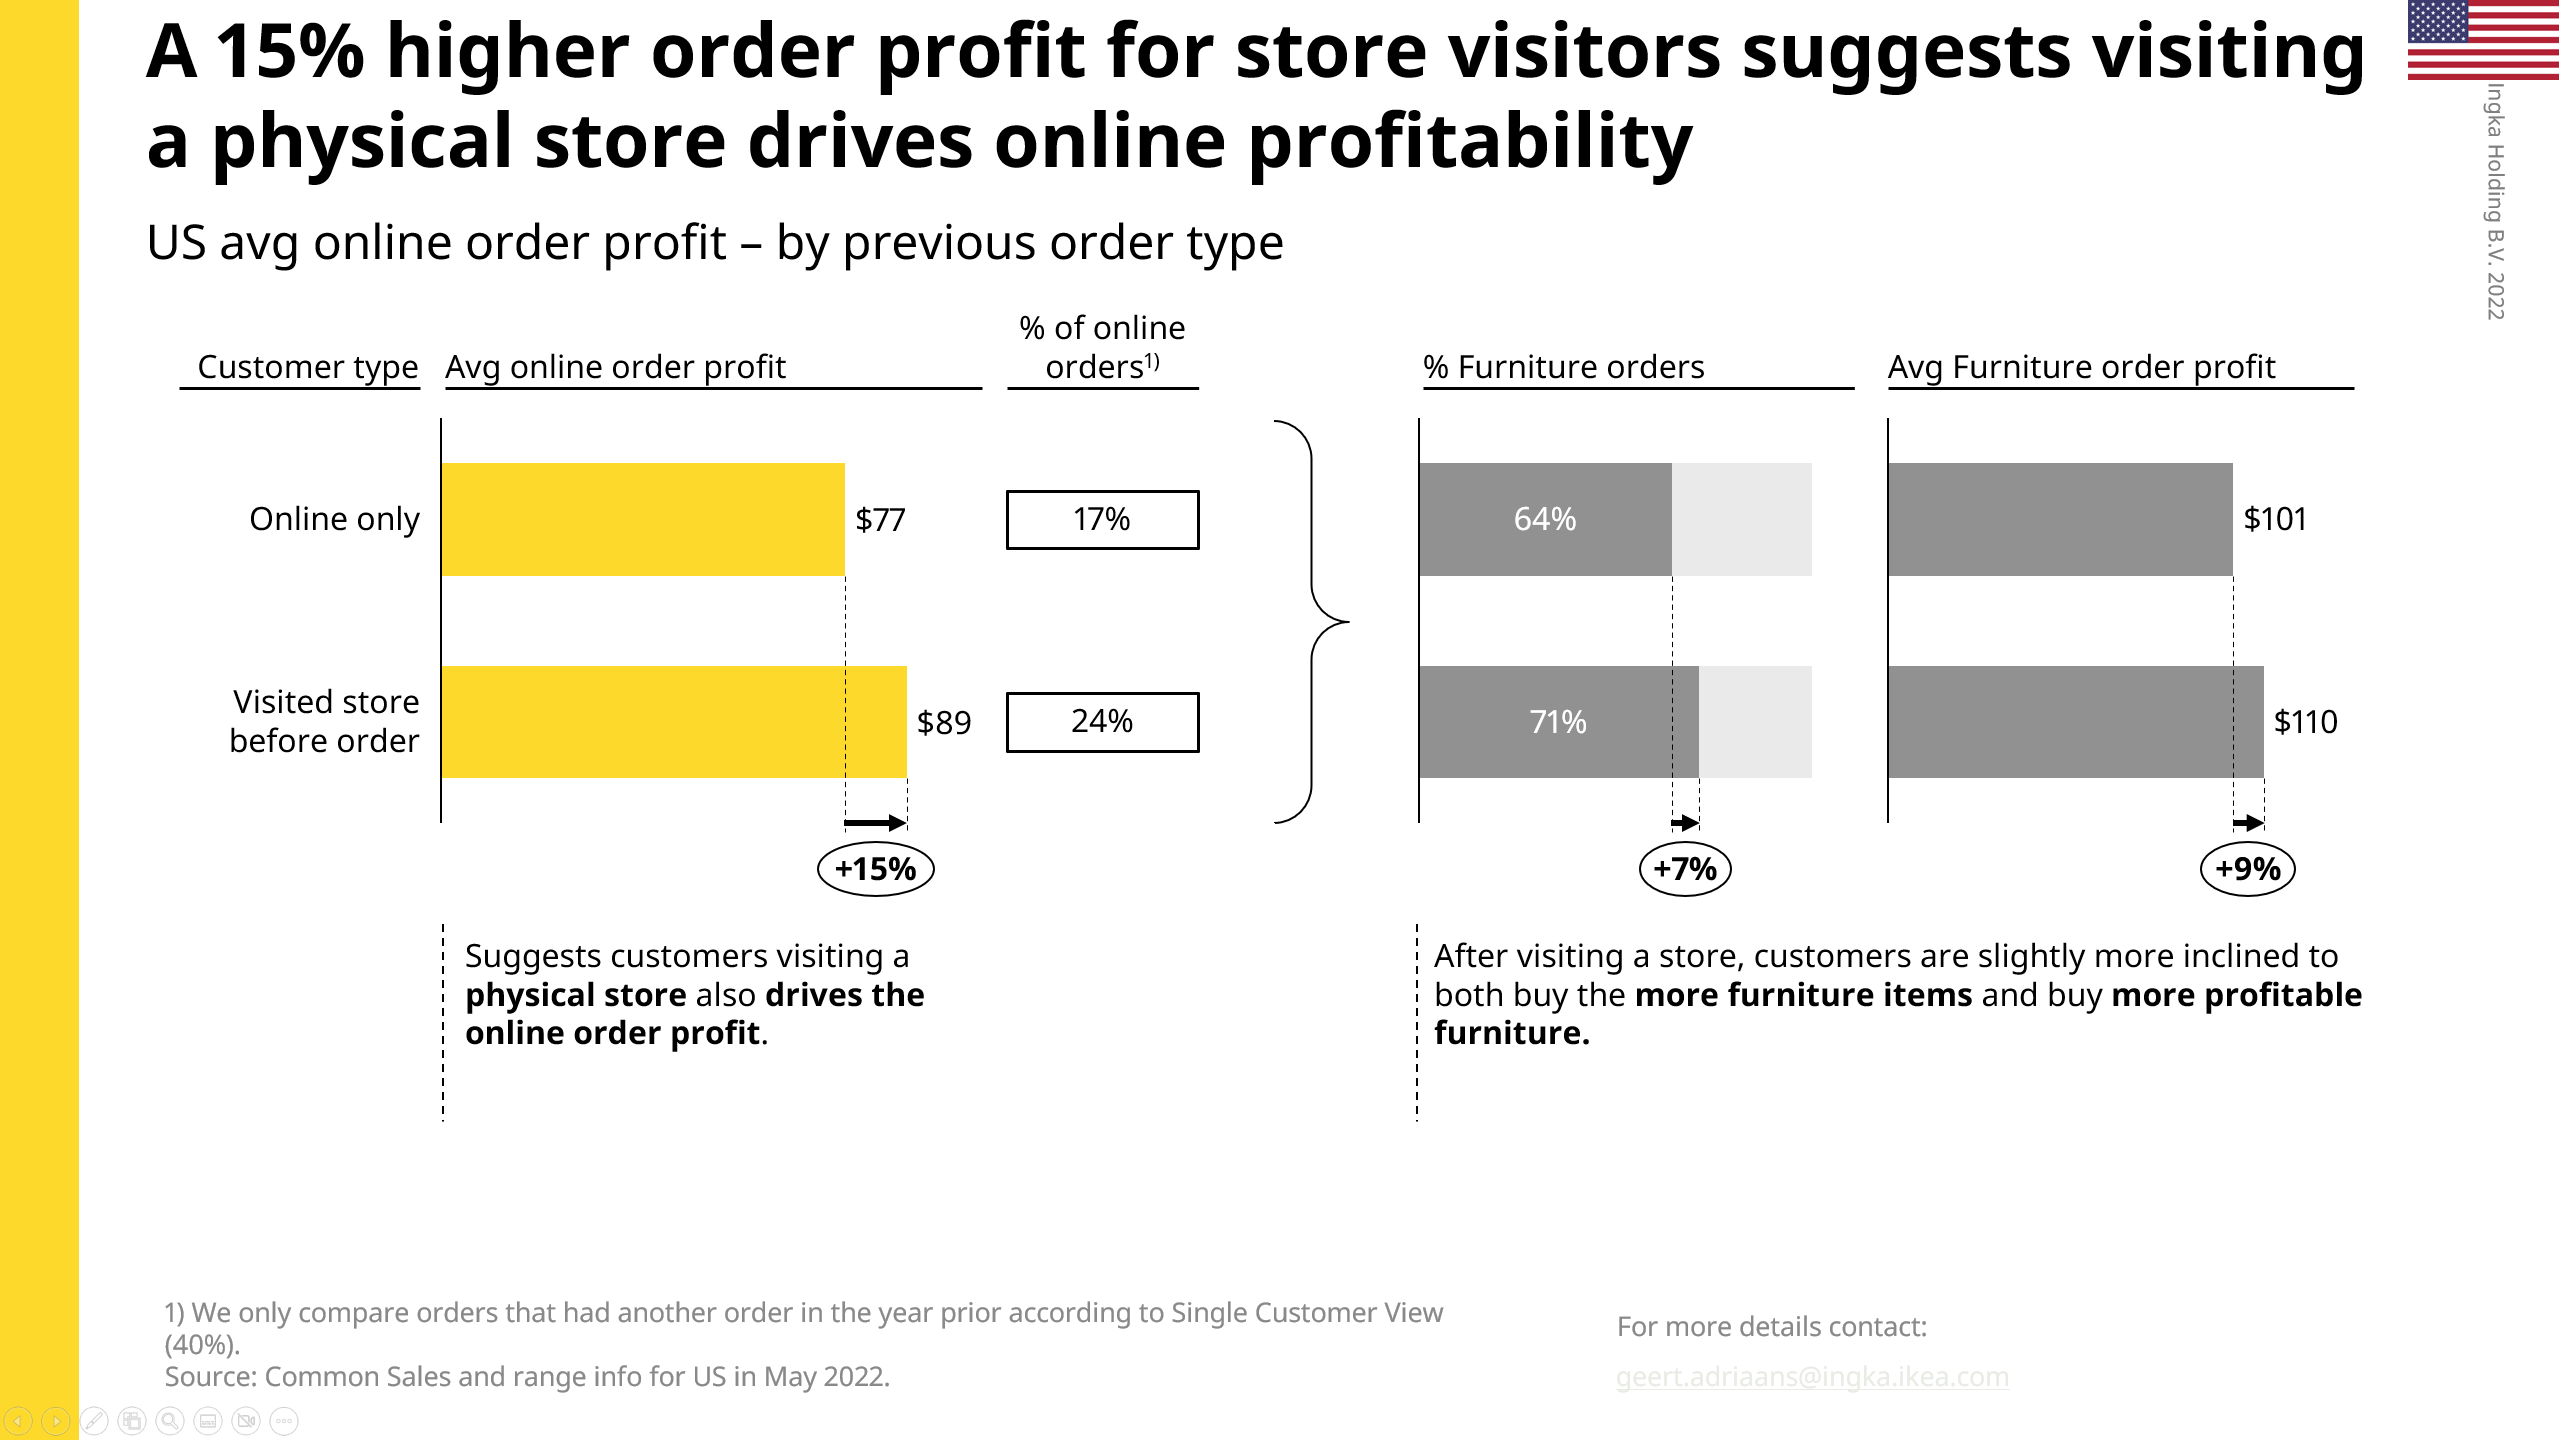 A 15% higher order profit for store visitors suggests visiting
a physical store drives online profitability
Ingka Holding B.V. 2022
US avg online order profit – by previous order type
Customer type
Avg online order profit
% of online
orders1)
% Furniture orders
Avg Furniture order profit
Online only
$77
17%
64%
$101
Visited store
before order
$89
24%
71%
$110
+15%
+7%
+9%
Suggests customers visiting a
physical store also drives the
online order profit.
After visiting a store, customers are slightly more inclined to
both buy the more furniture items and buy more profitable
furniture.
1) We only compare orders that had another order in the year prior according to Single Customer View
(40%).
Source: Common Sales and range info for US in May 2022.
For more details contact:
geert.adriaans@ingka.ikea.com